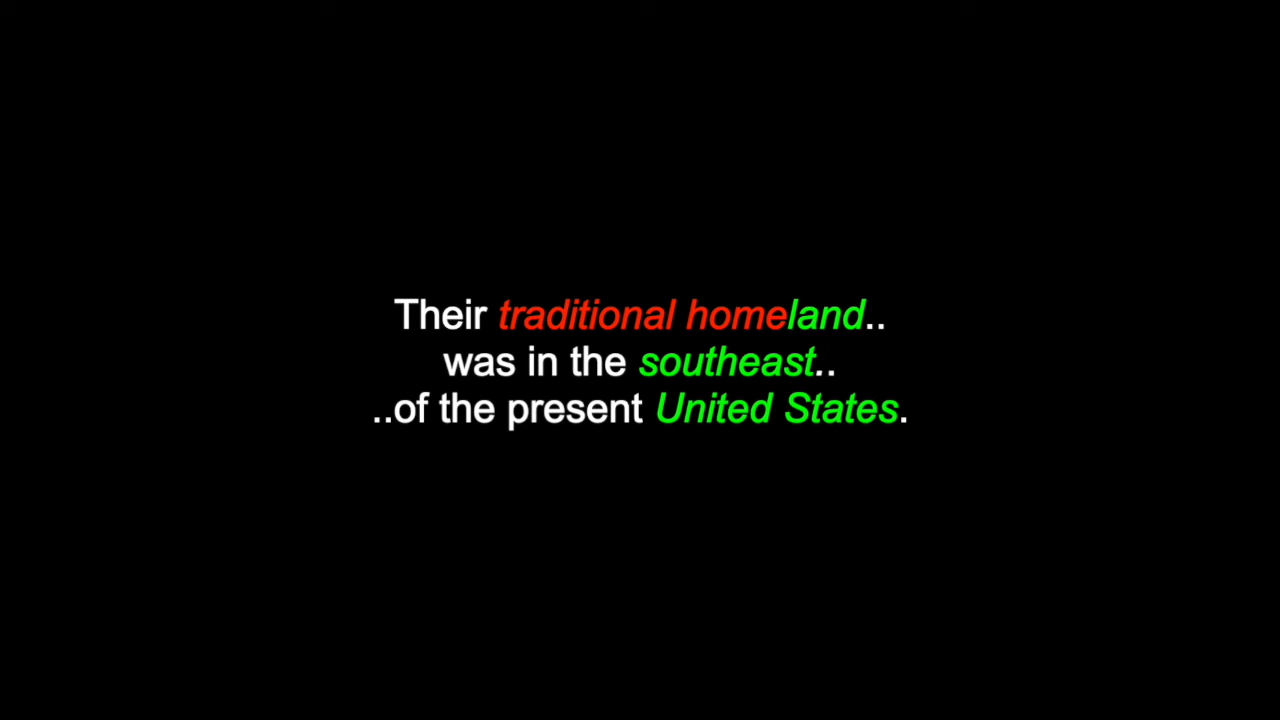 Their traditional homeland..
was in the southeast..
..of the present United States.